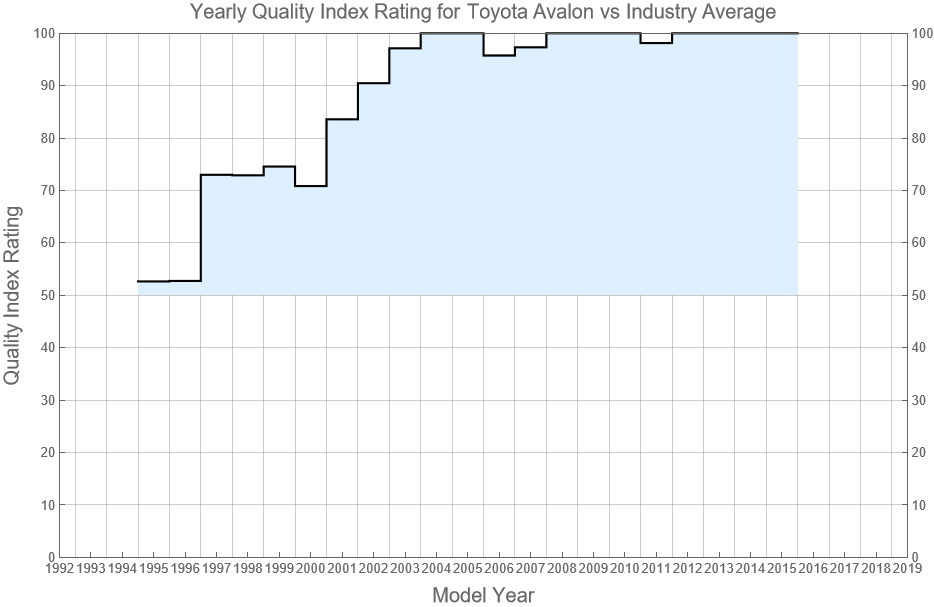 Yearly Quality Index Rating for Toyota Avalon vs Industry Average
100 100
90 90
80 80
70 70
60 60
50 50
40 40
30 30
20 20
10 10
0 0
Quality Index Rating
1992 1993 1994 1995 1996 1997 1998 1999 2000 2001 2002 2003 2004 2005 2006 2007 2008 2009 2010 2011 2012 2013 2014 2015 2016 2017 2018 2019
Model Year